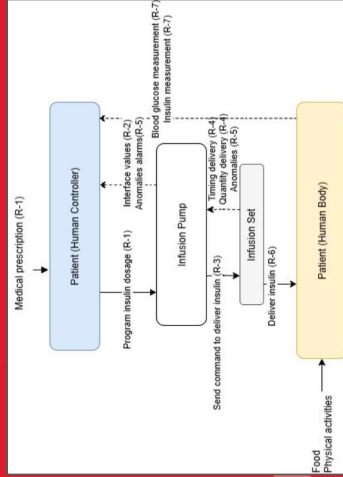 Medical prescription (R-1)
Patient (Human Controller)
Program insulin dosage (R-1)
Interface values (R-2)
Anomalies alarms(R-5)
Blood glucose measurement (R-7)
Insulin measurement (R-7)
Infusion Pump
Send command to deliver insulin (R-3)
Timing delivery (R-4)
Quantity delivery (R-4)
Anomalies (R-5)
Infusion Set
Deliver insulin (R-6)
Patient (Human Body)
Food
Physical activities